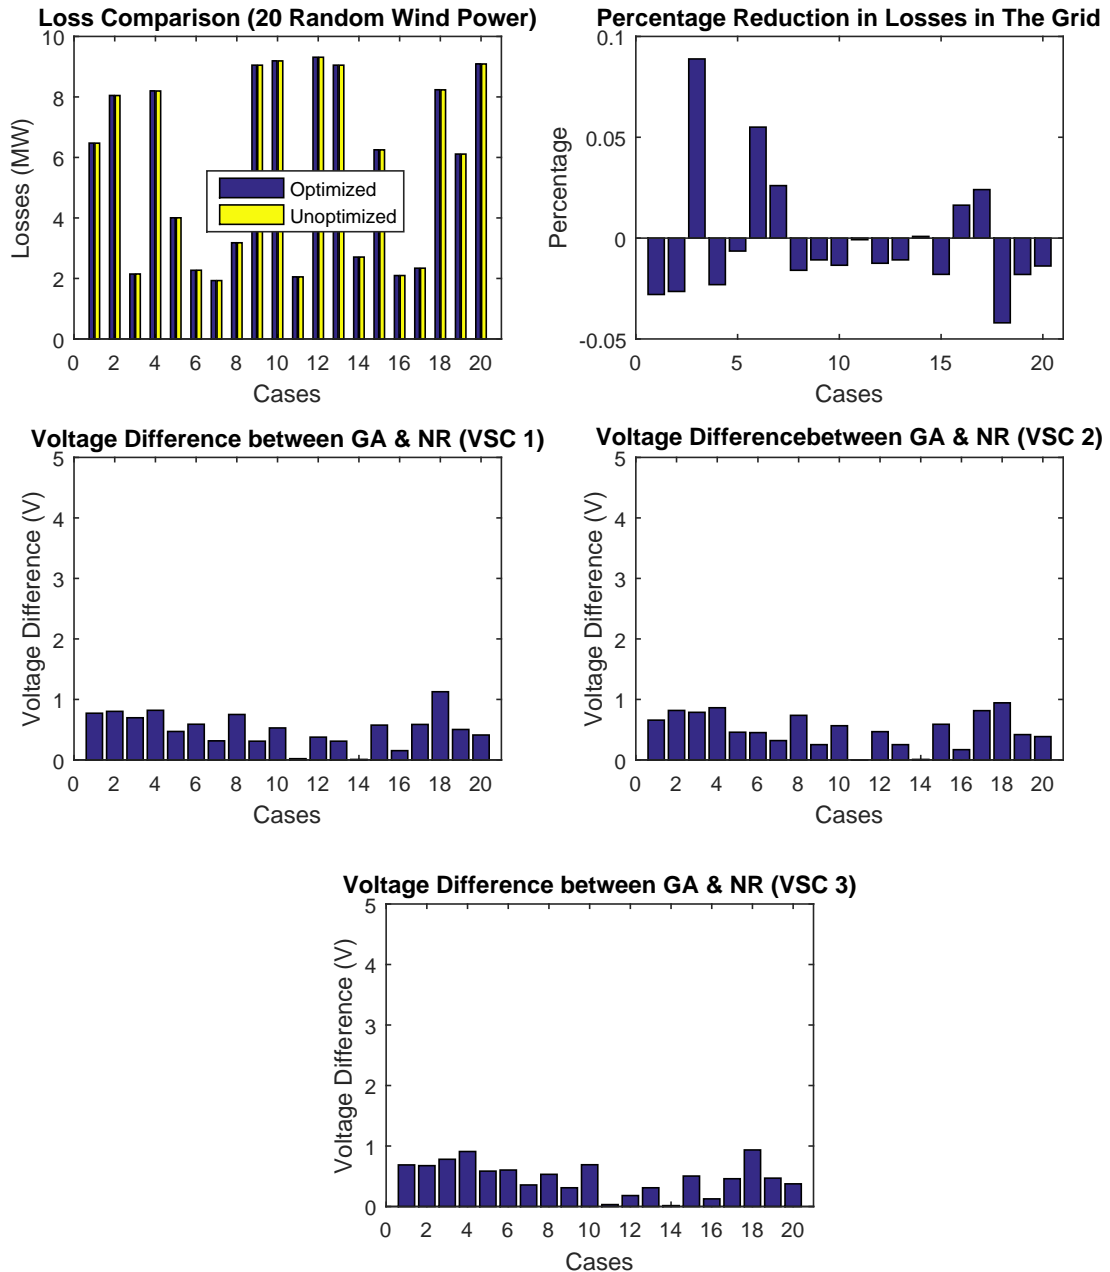 Loss Comparison (20 Random Wind Power)
10
8
6
4
2
0
Losses (MW)
Optimized
Unoptimized
0 2 4 6 8 10 12 14 16 18 20
Cases
Percentage Reduction in Losses in The Grid
0.1
0.05
0
-0.05
Percentage
0 5 10 15 20
Cases
Voltage Difference between GA & NR (VSC 1)
5
4
3
2
1
0
Voltage Difference (V)
0 2 4 6 8 10 12 14 16 18 20
Cases
Voltage Differencebetween GA & NR (VSC 2)
5
4
3
2
1
0
Voltage Difference (V)
0 2 4 6 8 10 12 14 16 18 20
Cases
Voltage Difference between GA & NR (VSC 3)
5
4
3
2
1
0
Voltage Difference (V)
0 2 4 6 8 10 12 14 16 18 20
Cases